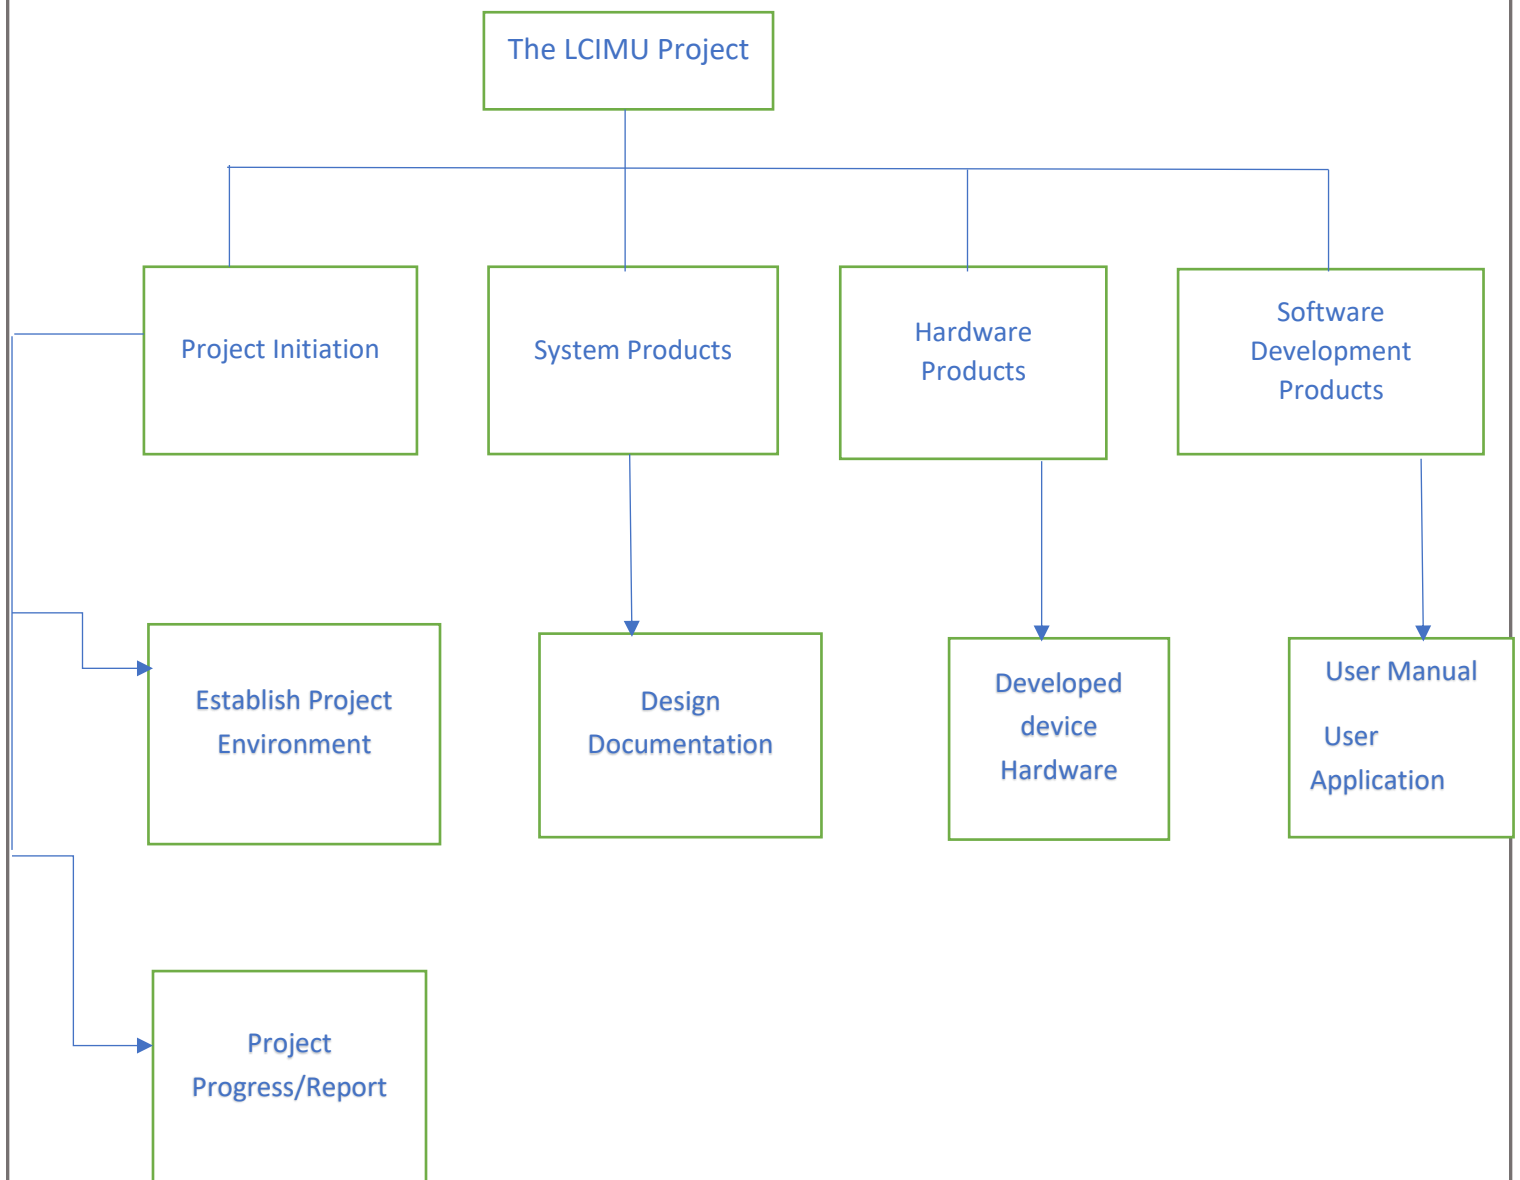 The LCIMU Project
Project Initiation
System Products
Hardware
Products
Software
Development
Products
Establish Project
Environment
Design
Documentation
Developed
device
Hardware
User Manual
User
Application
Project
Progress/Report